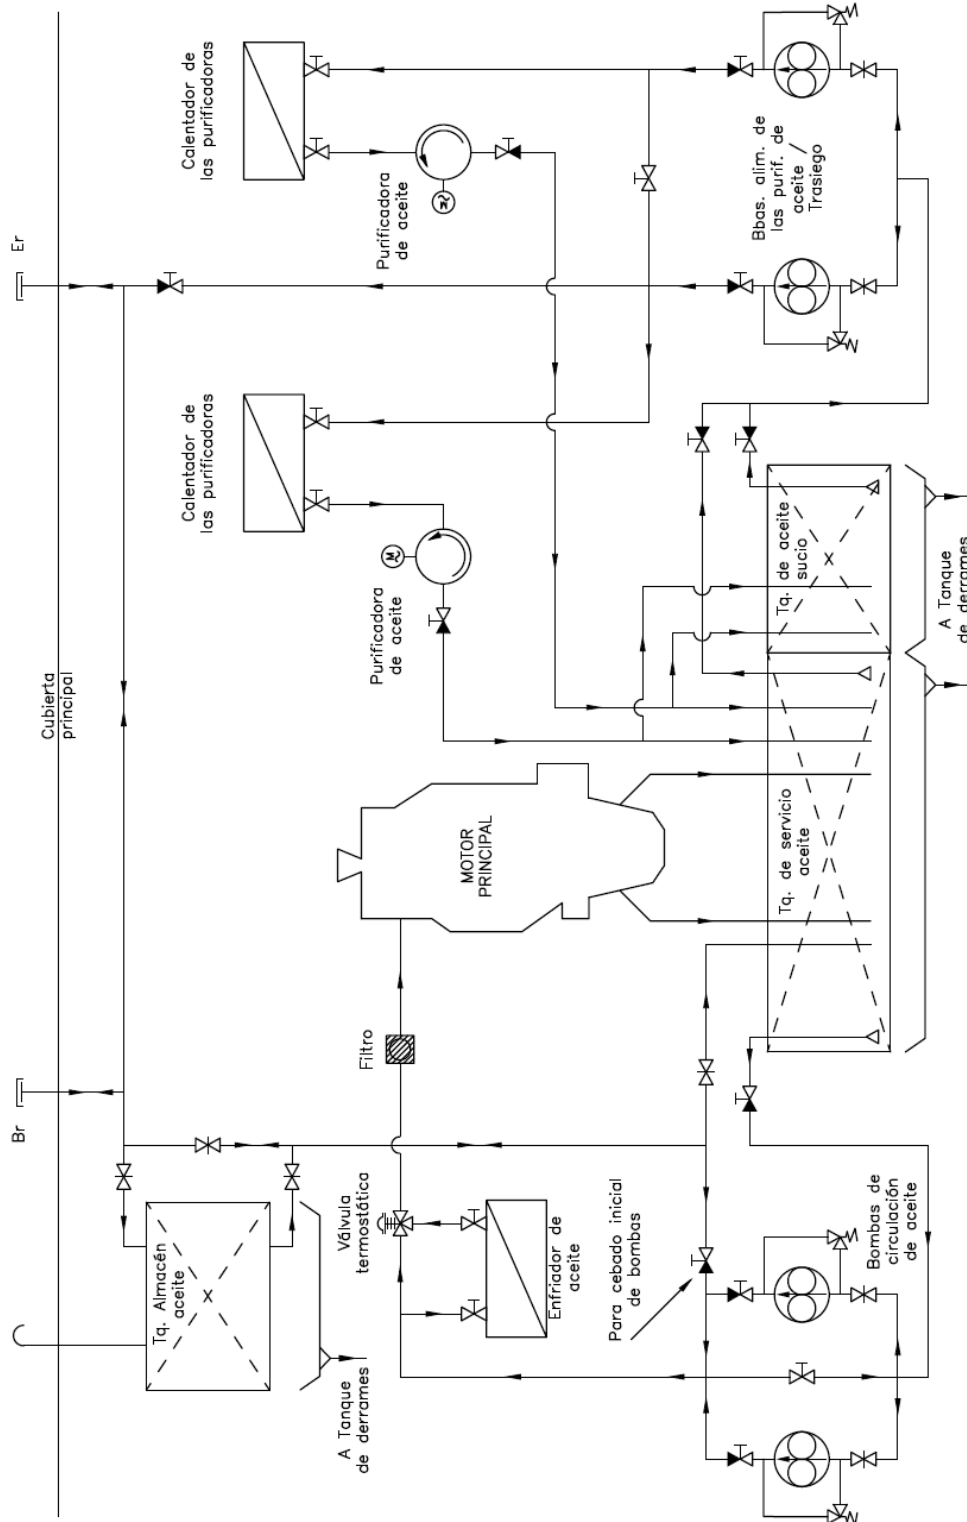 Er
Calentador de
las purificadoras
Purificadora
de aceite
M
Bbas. alim. de
las purif. de
aceite /
Trasiego
Calentador de
las purificadoras
Purificadora
de aceite
M
Tq. de aceite
sucio
A Tanque
de derrames
Cubierta
principal
MOTOR
PRINCIPAL
Tq. de servicio
aceite
Filtro
Br
Válvula
termostática
Enfriador de
aceite
Para cebado inicial
de bombas
Bombas de
circulación
de aceite
Tq. Almacén
aceite
A Tanque
de derrames